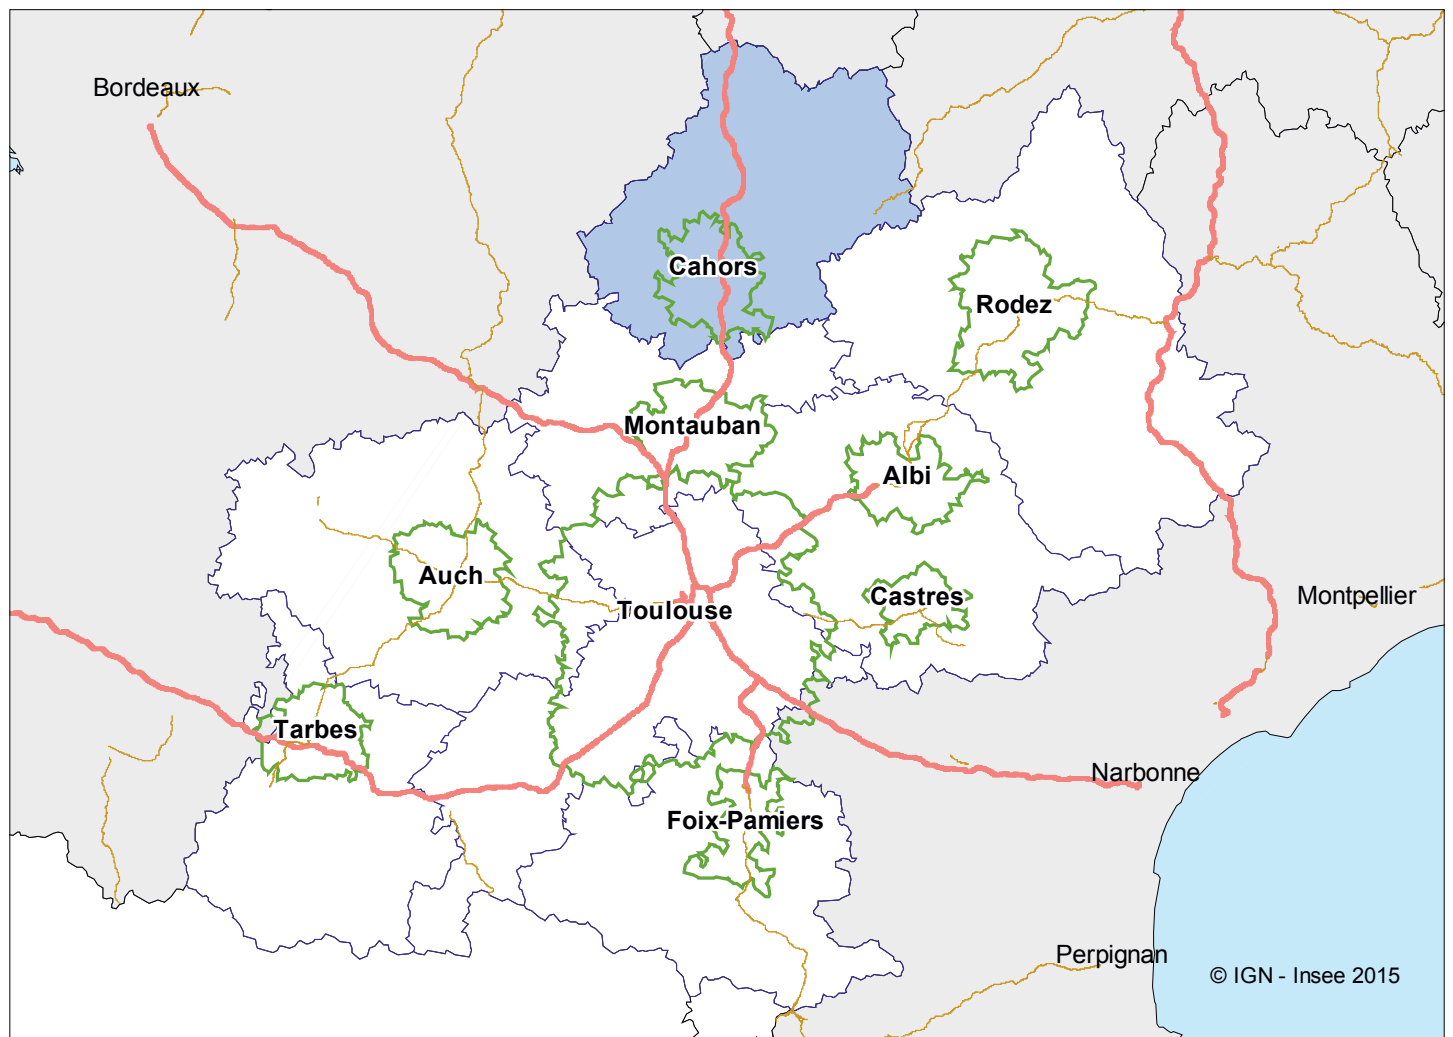 Bordeaux
Cahors
Rodez
Montauban
Albi
Auch
Castres
Montpellier
Toulouse
Tarbes
Narbonne
Foix-Pamiers
Perpignan
© IGN - Insee 2015